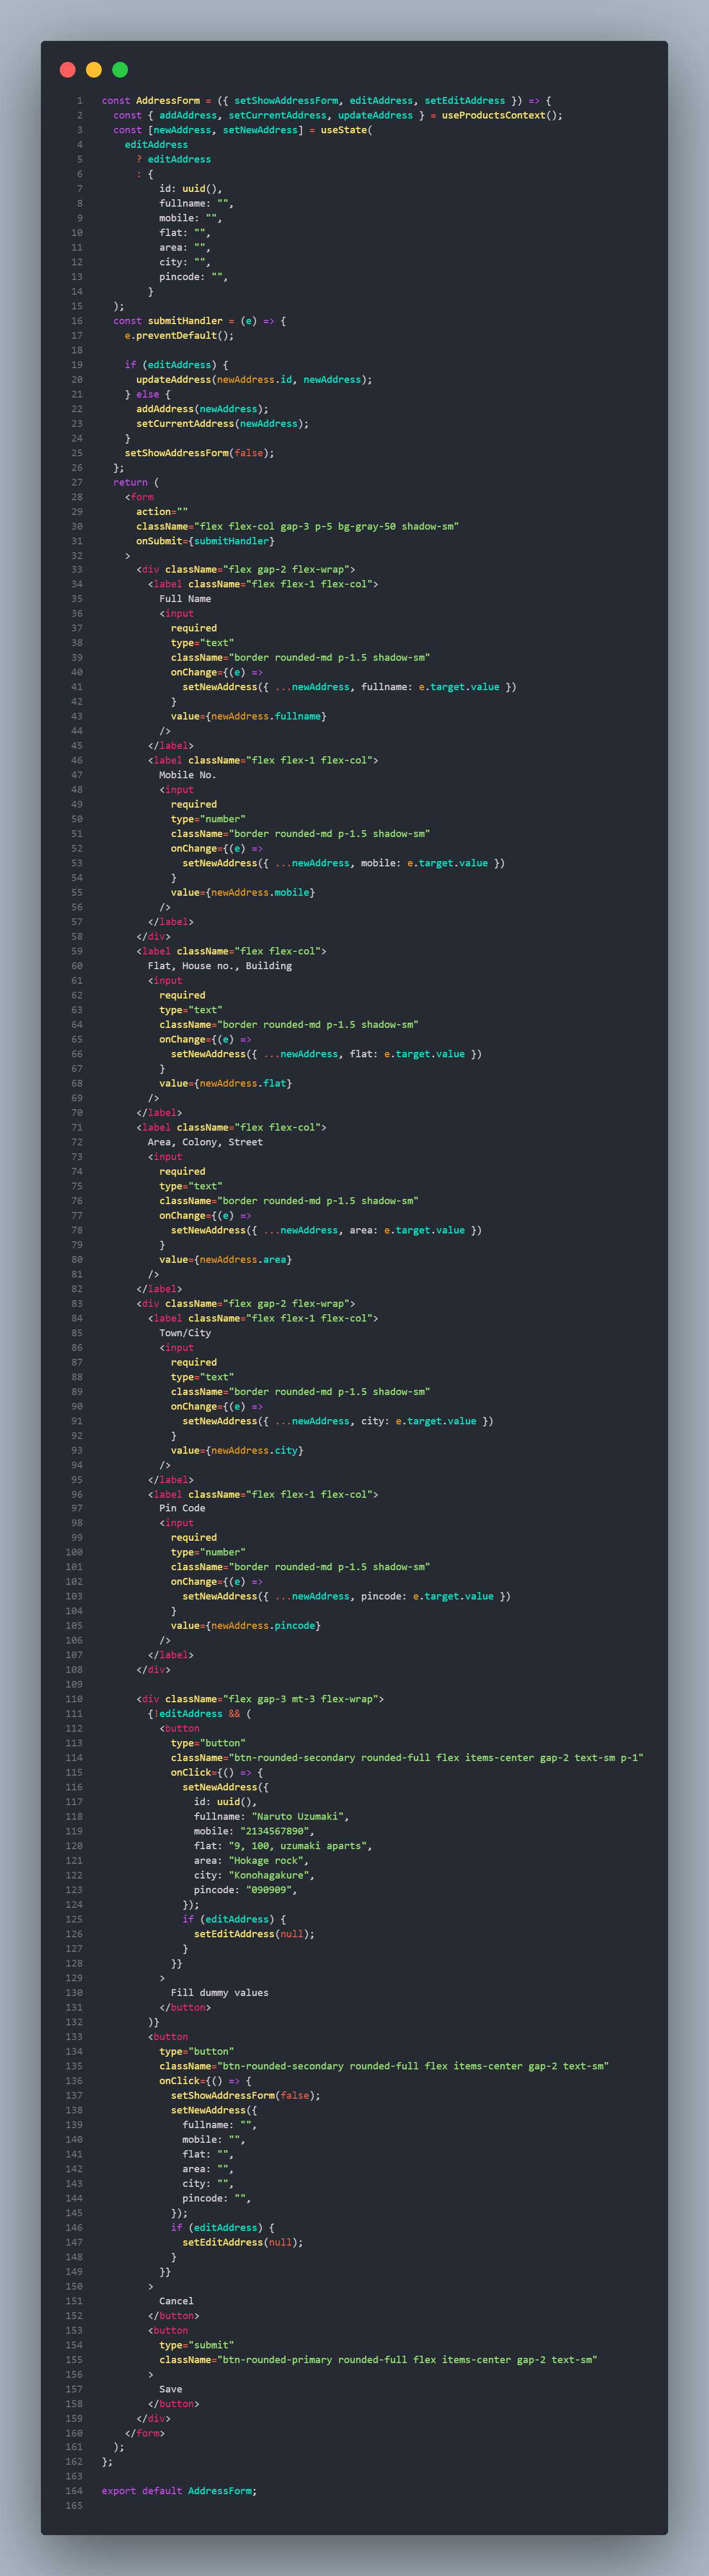 1 const AddressForm = ({ setShowAddressForm, editAddress, setEditAddress }) => {
2   const { addAddress, setCurrentAddress, updateAddress } = useProductsContext();
3   const [newAddress, setNewAddress] = useState(
4     editAddress
5       ? editAddress
6       : {
7           id: uuid(),
8           fullname: "",
9           mobile: "",
10           flat: "",
11           area: "",
12           city: "",
13           pincode: "",
14         }
15   );
16   const submitHandler = (e) => {
17     e.preventDefault();
18
19     if (editAddress) {
20       updateAddress(newAddress.id, newAddress);
21     } else {
22       addAddress(newAddress);
23       setCurrentAddress(newAddress);
24     }
25     setShowAddressForm(false);
26   };
27   return (
28     <form
29       action=""
30       className="flex flex-col gap-3 p-5 bg-gray-50 shadow-sm"
31       onSubmit={submitHandler}
32     >
33       <div className="flex gap-2 flex-wrap">
34         <label className="flex flex-1 flex-col">
35           Full Name
36           <input
37             required
38             type="text"
39             className="border rounded-md p-1.5 shadow-sm"
40             onChange={(e) =>
41               setNewAddress({ ...newAddress, fullname: e.target.value })
42             }
43             value={newAddress.fullname}
44           />
45         </label>
46         <label className="flex flex-1 flex-col">
47           Mobile No.
48           <input
49             required
50             type="number"
51             className="border rounded-md p-1.5 shadow-sm"
52             onChange={(e) =>
53               setNewAddress({ ...newAddress, mobile: e.target.value })
54             }
55             value={newAddress.mobile}
56           />
57         </label>
58       </div>
59       <label className="flex flex-col">
60         Flat, House no., Building
61         <input
62           required
63           type="text"
64           className="border rounded-md p-1.5 shadow-sm"
65           onChange={(e) =>
66             setNewAddress({ ...newAddress, flat: e.target.value })
67           }
68           value={newAddress.flat}
69         />
70       </label>
71       <label className="flex flex-col">
72         Area, Colony, Street
73         <input
74           required
75           type="text"
76           className="border rounded-md p-1.5 shadow-sm"
77           onChange={(e) =>
78             setNewAddress({ ...newAddress, area: e.target.value })
79           }
80           value={newAddress.area}
81         />
82       </label>
83       <div className="flex gap-2 flex-wrap">
84         <label className="flex flex-1 flex-col">
85           Town/City
86           <input
87             required
88             type="text"
89             className="border rounded-md p-1.5 shadow-sm"
90             onChange={(e) =>
91               setNewAddress({ ...newAddress, city: e.target.value })
92             }
93             value={newAddress.city}
94           />
95         </label>
96         <label className="flex flex-1 flex-col">
97           Pin Code
98           <input
99             required
100             type="number"
101             className="border rounded-md p-1.5 shadow-sm"
102             onChange={(e) =>
103               setNewAddress({ ...newAddress, pincode: e.target.value })
104             }
105             value={newAddress.pincode}
106           />
107         </label>
108       </div>
109
110       <div className="flex gap-3 mt-3 flex-wrap">
111         {!editAddress && (
112           <button
113             type="button"
114             className="btn-rounded-secondary rounded-full flex items-center gap-2 text-sm p-1"
115             onClick={() => {
116               setNewAddress({
117                 id: uuid(),
118                 fullname: "Naruto Uzumaki",
119                 mobile: "2134567890",
120                 flat: "9, 100, uzumaki aparts",
121                 area: "Hokage rock",
122                 city: "Konohagakure",
123                 pincode: "090909",
124               });
125               if (editAddress) {
126                 setEditAddress(null);
127               }
128             }}
129           >
130             Fill dummy values
131           </button>
132         )}
133         <button
134           type="button"
135           className="btn-rounded-secondary rounded-full flex items-center gap-2 text-sm"
136           onClick={() => {
137             setShowAddressForm(false);
138             setNewAddress({
139               fullname: "",
140               mobile: "",
141               flat: "",
142               area: "",
143               city: "",
144               pincode: "",
145             });
146             if (editAddress) {
147               setEditAddress(null);
148             }
149           }}
150         >
151           Cancel
152         </button>
153         <button
154           type="submit"
155           className="btn-rounded-primary rounded-full flex items-center gap-2 text-sm"
156         >
157           Save
158         </button>
159       </div>
160     </form>
161   );
162 };
163
164 export default AddressForm;
165